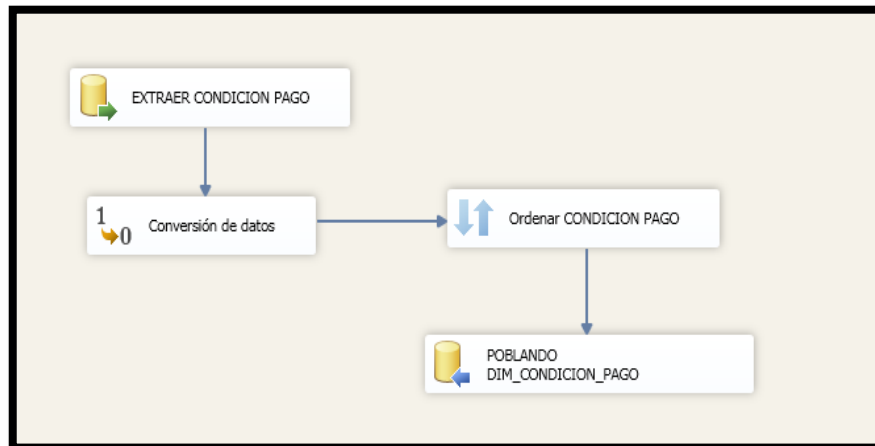 EXTRAER CONDICION PAGO
1
0
Conversión de datos
Ordenar CONDICION PAGO
POBLANDO
DIM_CONDICION_PAGO